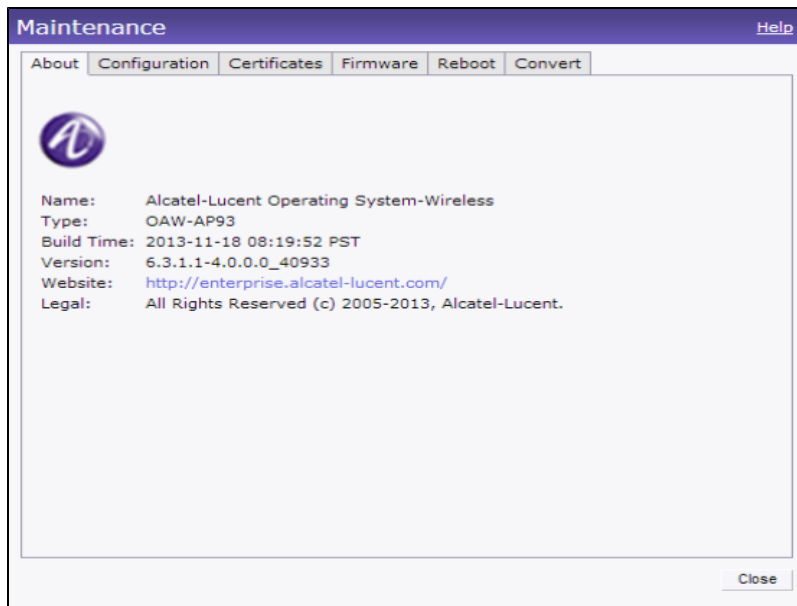 Maintenance Help
About Configuration Certificates Firmware Reboot Convert
Name: Alcatel-Lucent Operating System-Wireless
Type: OAW-AP93
Build Time: 2013-11-18 08:19:52 PST
Version: 6.3.1.1-4.0.0.0_40933
Website: http://enterprise.alcatel-lucent.com/
Legal: All Rights Reserved (c) 2005-2013, Alcatel-Lucent.
Close